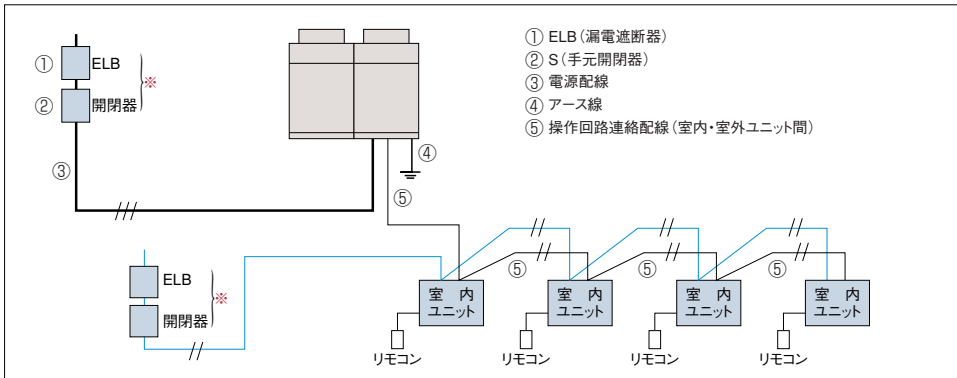 ① ELB（漏電遮断器）
② S（手元開閉器）
③ 電源配線
④ アース線
⑤ 操作回路連絡配線（室内・室外ユニット間）
① ELB
※
② 開閉器
③
④
⑤
ELB
※
開閉器
⑤ ⑤ ⑤
室 内 室 内 室 内 室 内
ユニット ユニット ユニット ユニット
リモコン リモコン リモコン リモコン